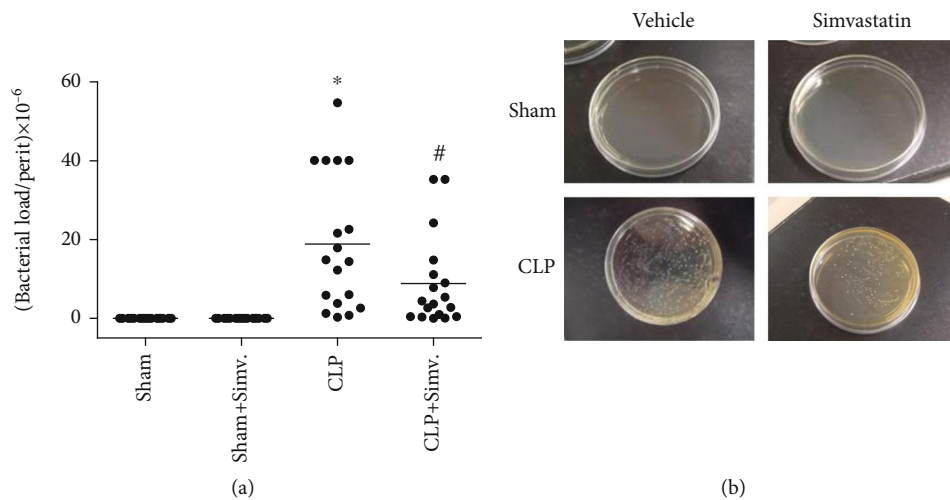 Vehicle
Simvastatin
(Bacterial load/perit)×10⁻⁶
60
40
20
0
*
#
Sham
Sham+Simv.
CLP
CLP+Simv.
(a)
Sham
CLP
(b)